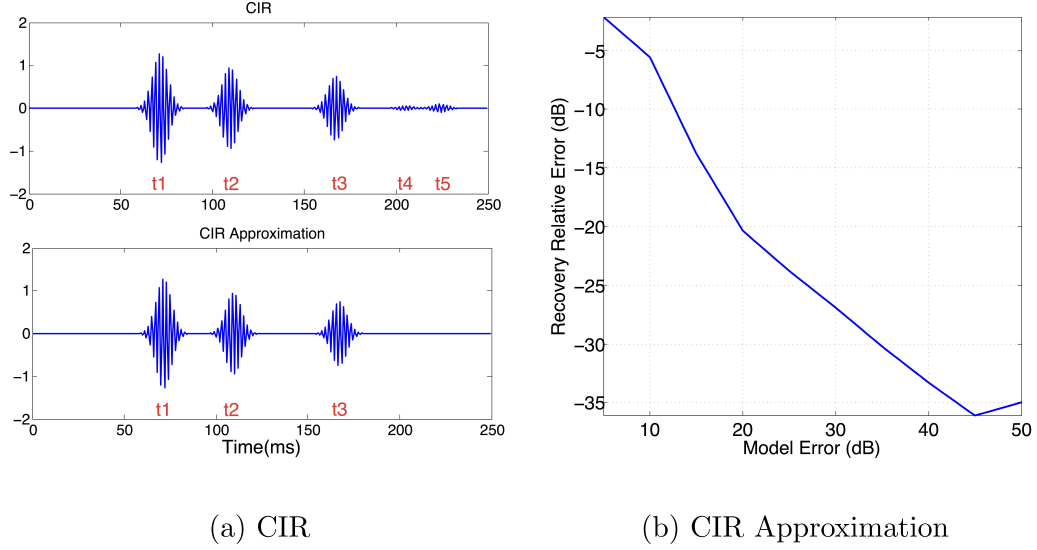 CIR
2
1
0
−1
−2
t1 t2 t3 t4 t5
0 50 100 150 200 250
CIR Approximation
2
1
0
−1
−2
t1 t2 t3
0 50 100 150 200 250
Time(ms)
Recovery Relative Error (dB)
−5
−10
−15
−20
−25
−30
−35
10 20 30 40 50
Model Error (dB)
(a) CIR
(b) CIR Approximation